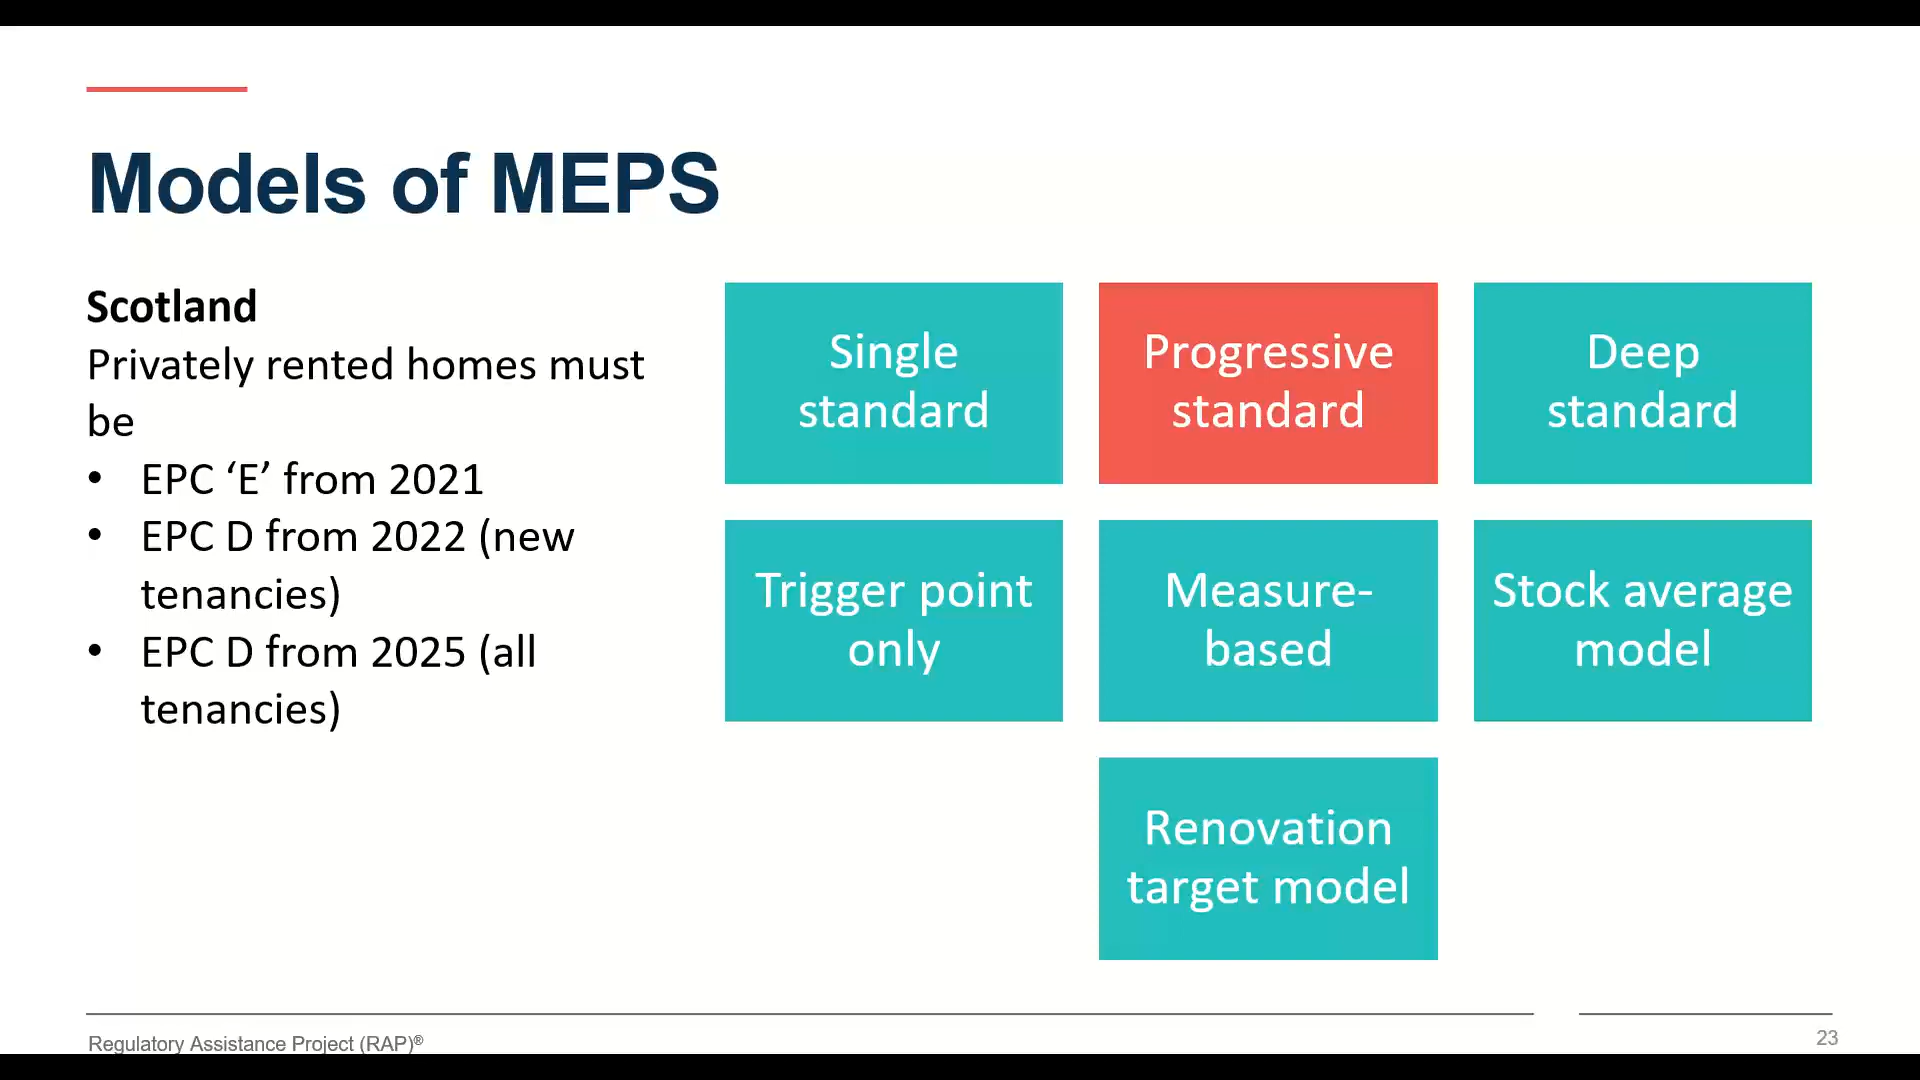 Models of MEPS
Scotland
Privately rented homes must
be
• EPC ‘E’ from 2021
• EPC D from 2022 (new
tenancies)
• EPC D from 2025 (all
tenancies)
Single
standard
Progressive
standard
Deep
standard
Trigger point
only
Measure-
based
Stock average
model
Renovation
target model
Regulatory Assistance Project (RAP)®
23